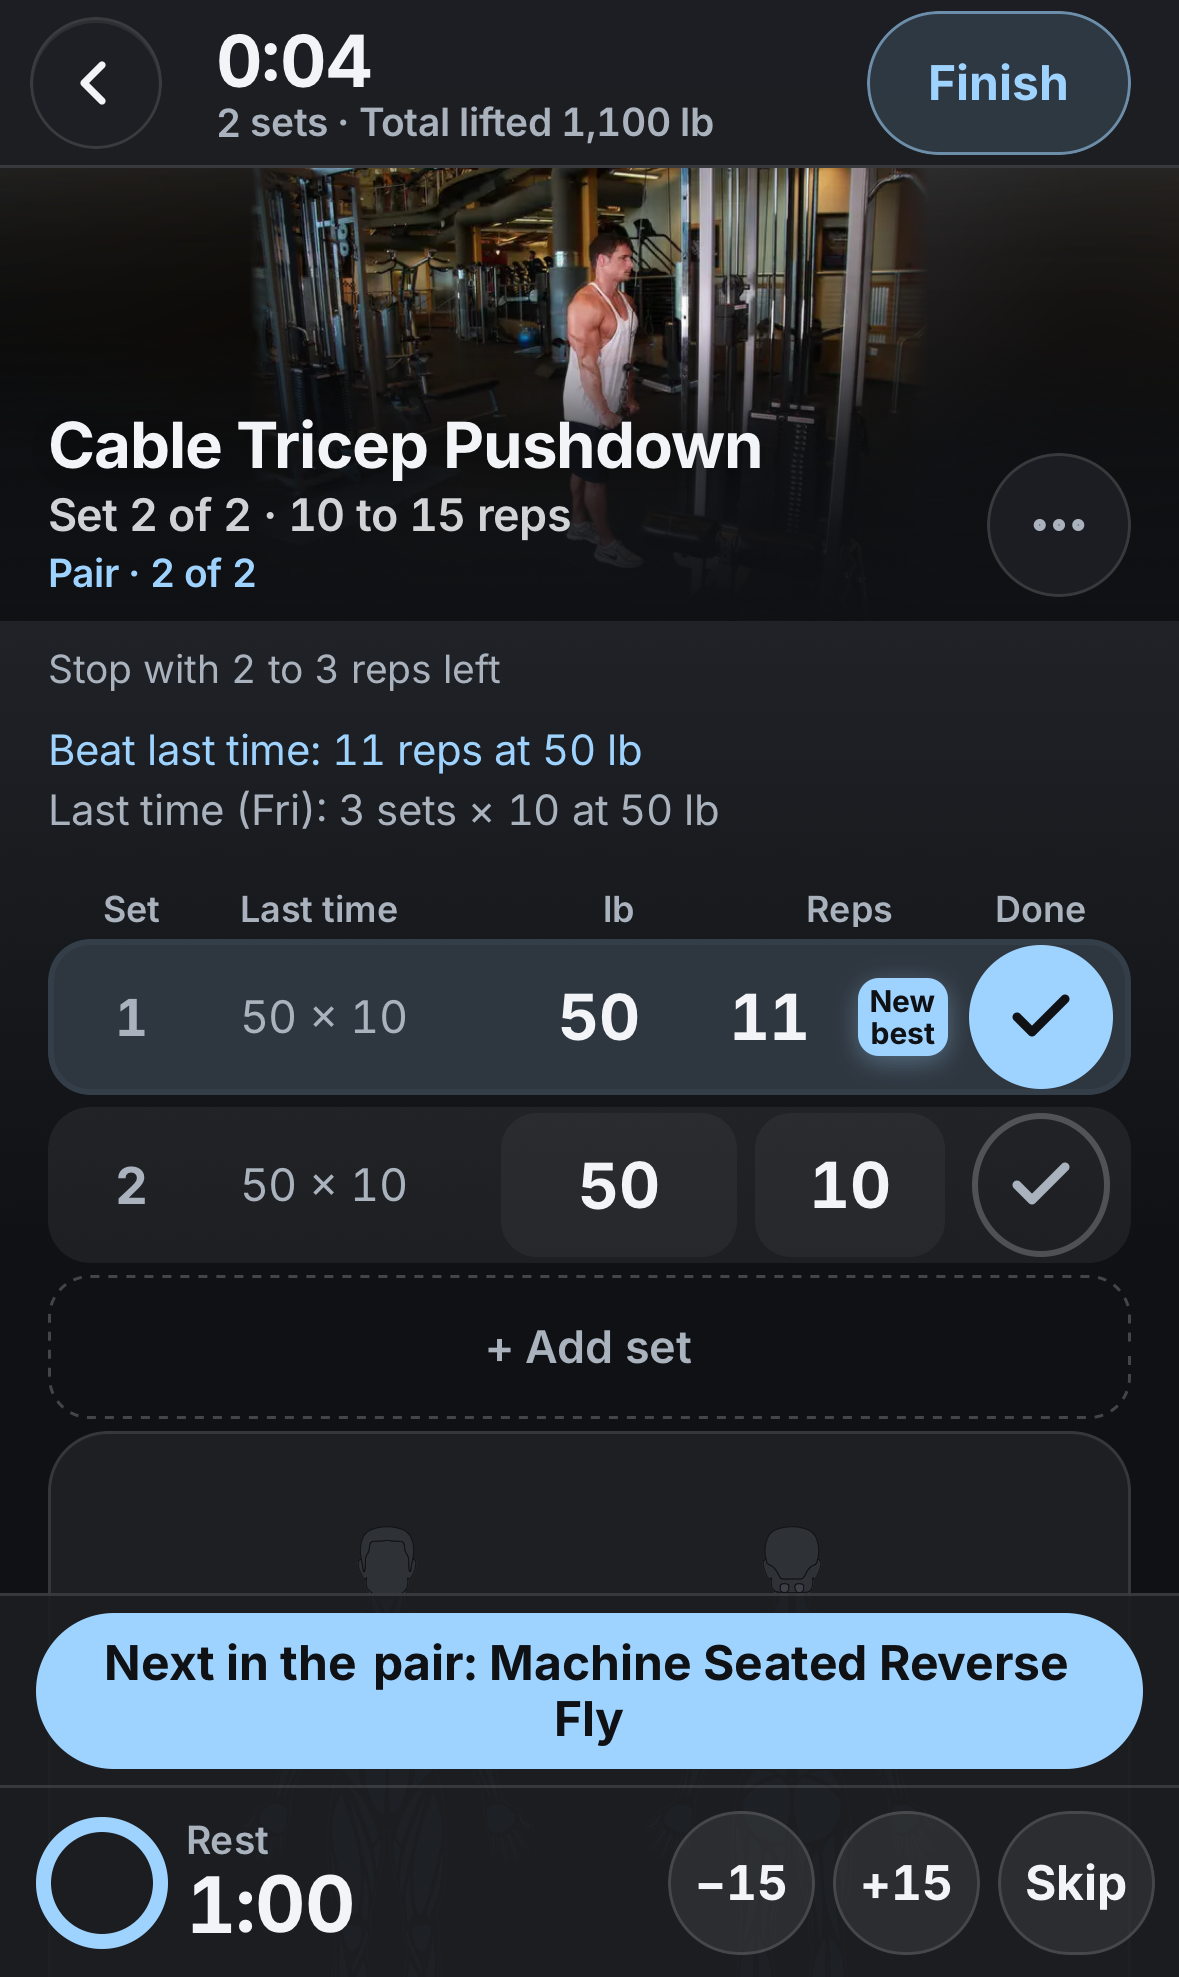 0:04
2 sets · Total lifted 1,100 lb
Finish
Cable Tricep Pushdown
Set 2 of 2 · 10 to 15 reps
Pair · 2 of 2
Stop with 2 to 3 reps left
Beat last time: 11 reps at 50 lb
Last time (Fri): 3 sets × 10 at 50 lb
Set Last time lb Reps Done
1 50 × 10 50 11 New best
2 50 × 10 50 10
+ Add set
Next in the pair: Machine Seated Reverse
Fly
Rest
1:00
−15 +15 Skip